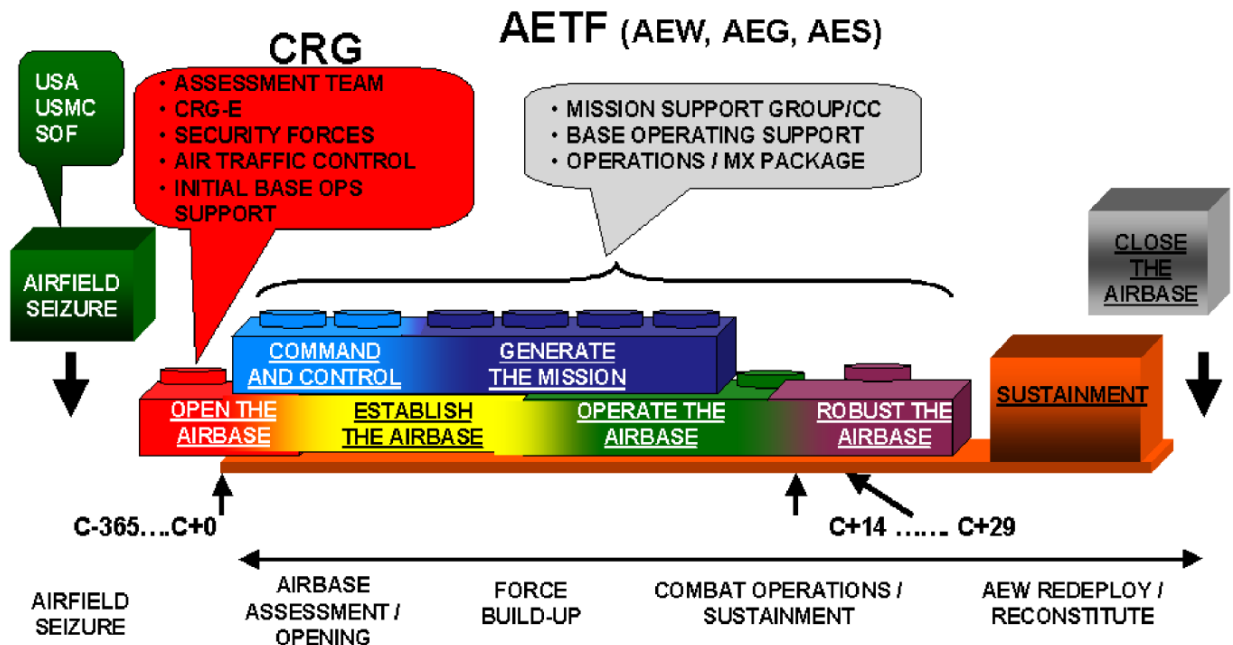 AETF (AEW, AEG, AES)
CRG
USA
USMC
SOF
• ASSESSMENT TEAM
• CRG-E
• SECURITY FORCES
• AIR TRAFFIC CONTROL
• INITIAL BASE OPS
SUPPORT
• MISSION SUPPORT GROUP/CC
• BASE OPERATING SUPPORT
• OPERATIONS / MX PACKAGE
AIRFIELD
SEIZURE
CLOSE
THE
AIRBASE
COMMAND
AND CONTROL
GENERATE
THE MISSION
OPEN THE
AIRBASE
ESTABLISH
THE AIRBASE
OPERATE THE
AIRBASE
ROBUST THE
AIRBASE
SUSTAINMENT
C-365....C+0
C+14 ....... C+29
AIRFIELD
SEIZURE
AIRBASE
ASSESSMENT /
OPENING
FORCE
BUILD-UP
COMBAT OPERATIONS /
SUSTAINMENT
AEW REDEPLOY /
RECONSTITUTE